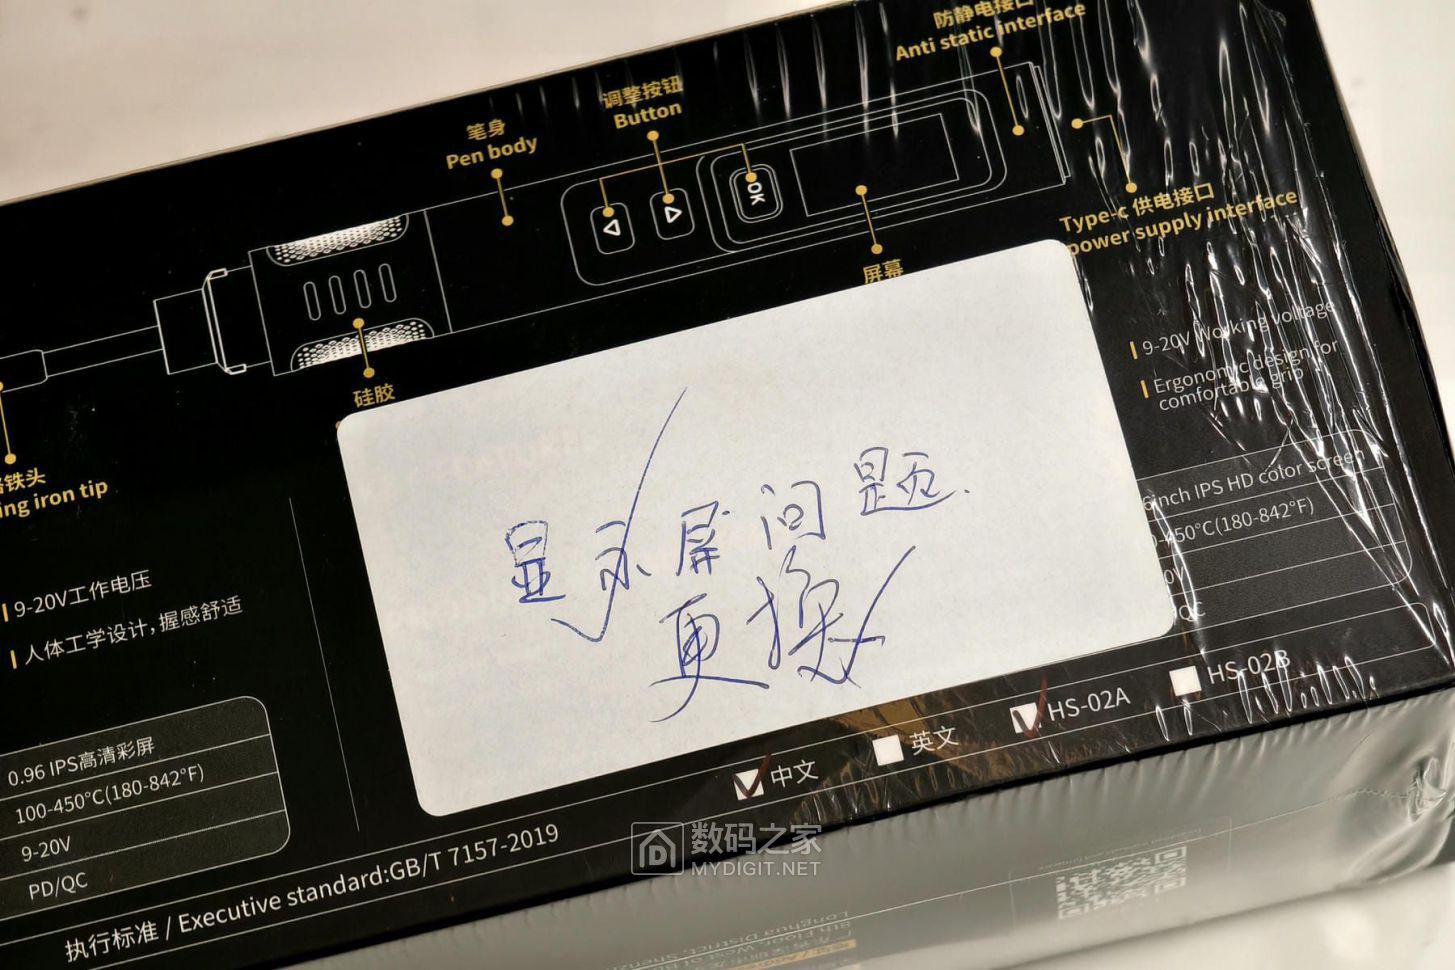 防静电接口
Anti static interface
调整按钮
Button
笔身
Pen body
OK
Type-c 供电接口
power supply interface
屏幕
硅胶
铁头
ing iron tip
9-20V Working voltage
Ergonomic design for
comfortable grip
显示屏问题.
更换
9-20V工作电压
人体工学设计，握感舒适
inch IPS HD color screen
450°C(180-842°F)
0V
QC
0.96 IPS高清彩屏
100-450°C(180-842°F)
9-20V
PD/QC
中文
英文
HS-02A
HS-02B
执行标准 / Executive standard:GB/T 7157-2019
数码之家
MYDIGIT.NET